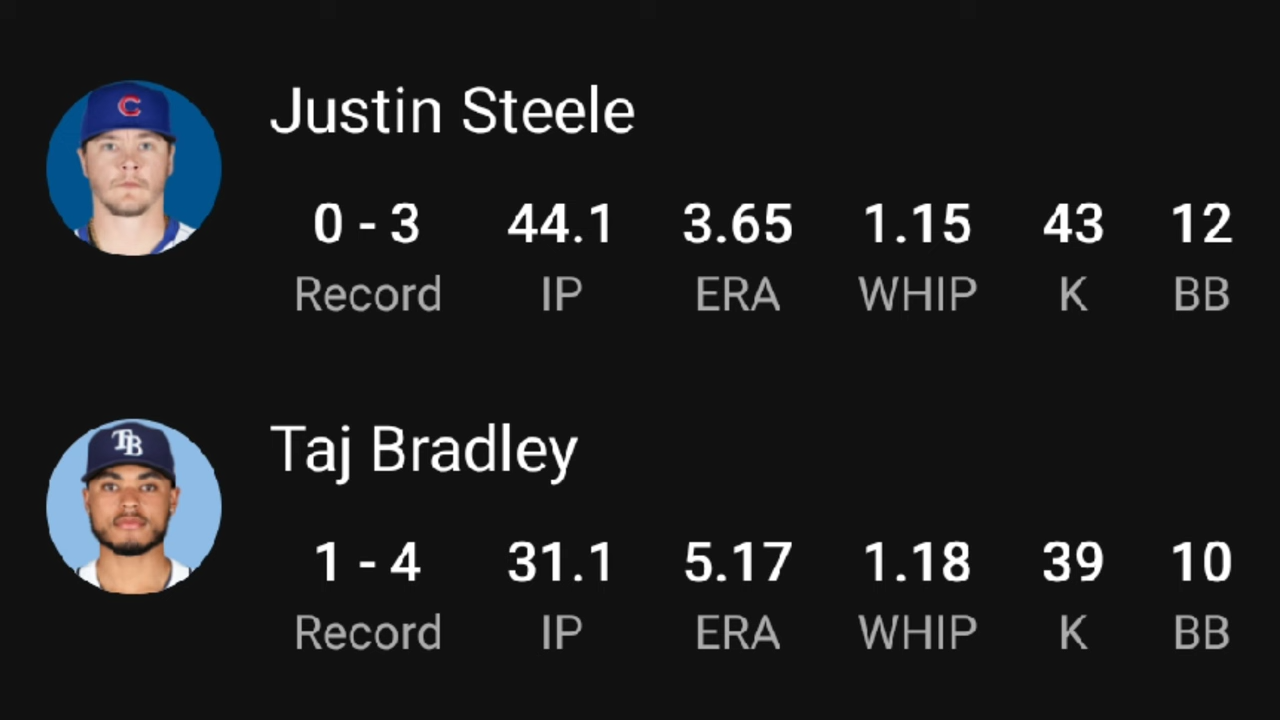 C
Justin Steele
0 - 3 44.1 3.65 1.15 43 12
Record IP ERA WHIP K BB
TB
Taj Bradley
1 - 4 31.1 5.17 1.18 39 10
Record IP ERA WHIP K BB